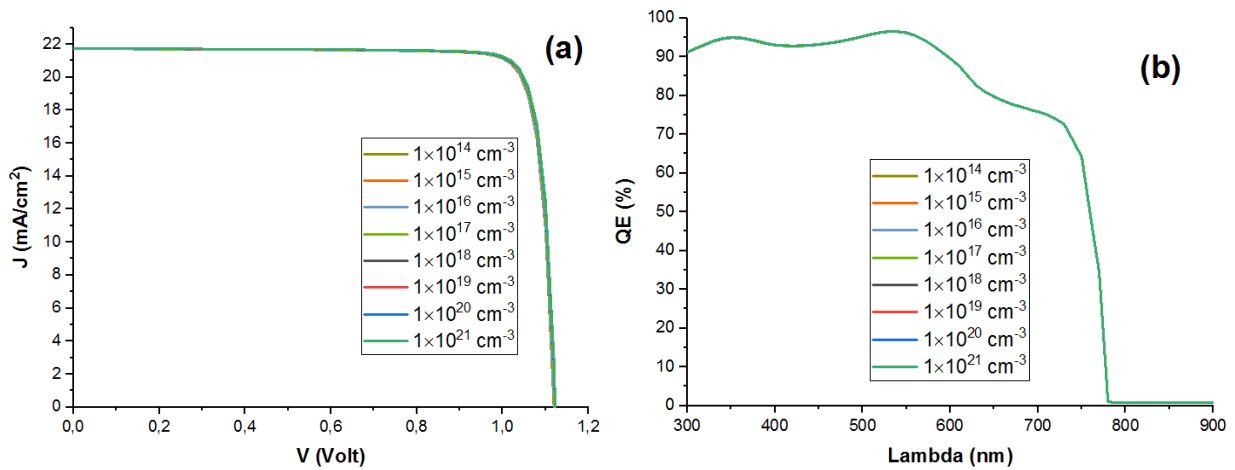 (a)
J (mA/cm²)
22
20
18
16
14
12
10
8
6
4
2
0
1×10¹⁴ cm⁻³
1×10¹⁵ cm⁻³
1×10¹⁶ cm⁻³
1×10¹⁷ cm⁻³
1×10¹⁸ cm⁻³
1×10¹⁹ cm⁻³
1×10²⁰ cm⁻³
1×10²¹ cm⁻³
0,0 0,2 0,4 0,6 0,8 1,0 1,2
V (Volt)
(b)
QE (%)
100
90
80
70
60
50
40
30
20
10
0
1×10¹⁴ cm⁻³
1×10¹⁵ cm⁻³
1×10¹⁶ cm⁻³
1×10¹⁷ cm⁻³
1×10¹⁸ cm⁻³
1×10¹⁹ cm⁻³
1×10²⁰ cm⁻³
1×10²¹ cm⁻³
300 400 500 600 700 800 900
Lambda (nm)